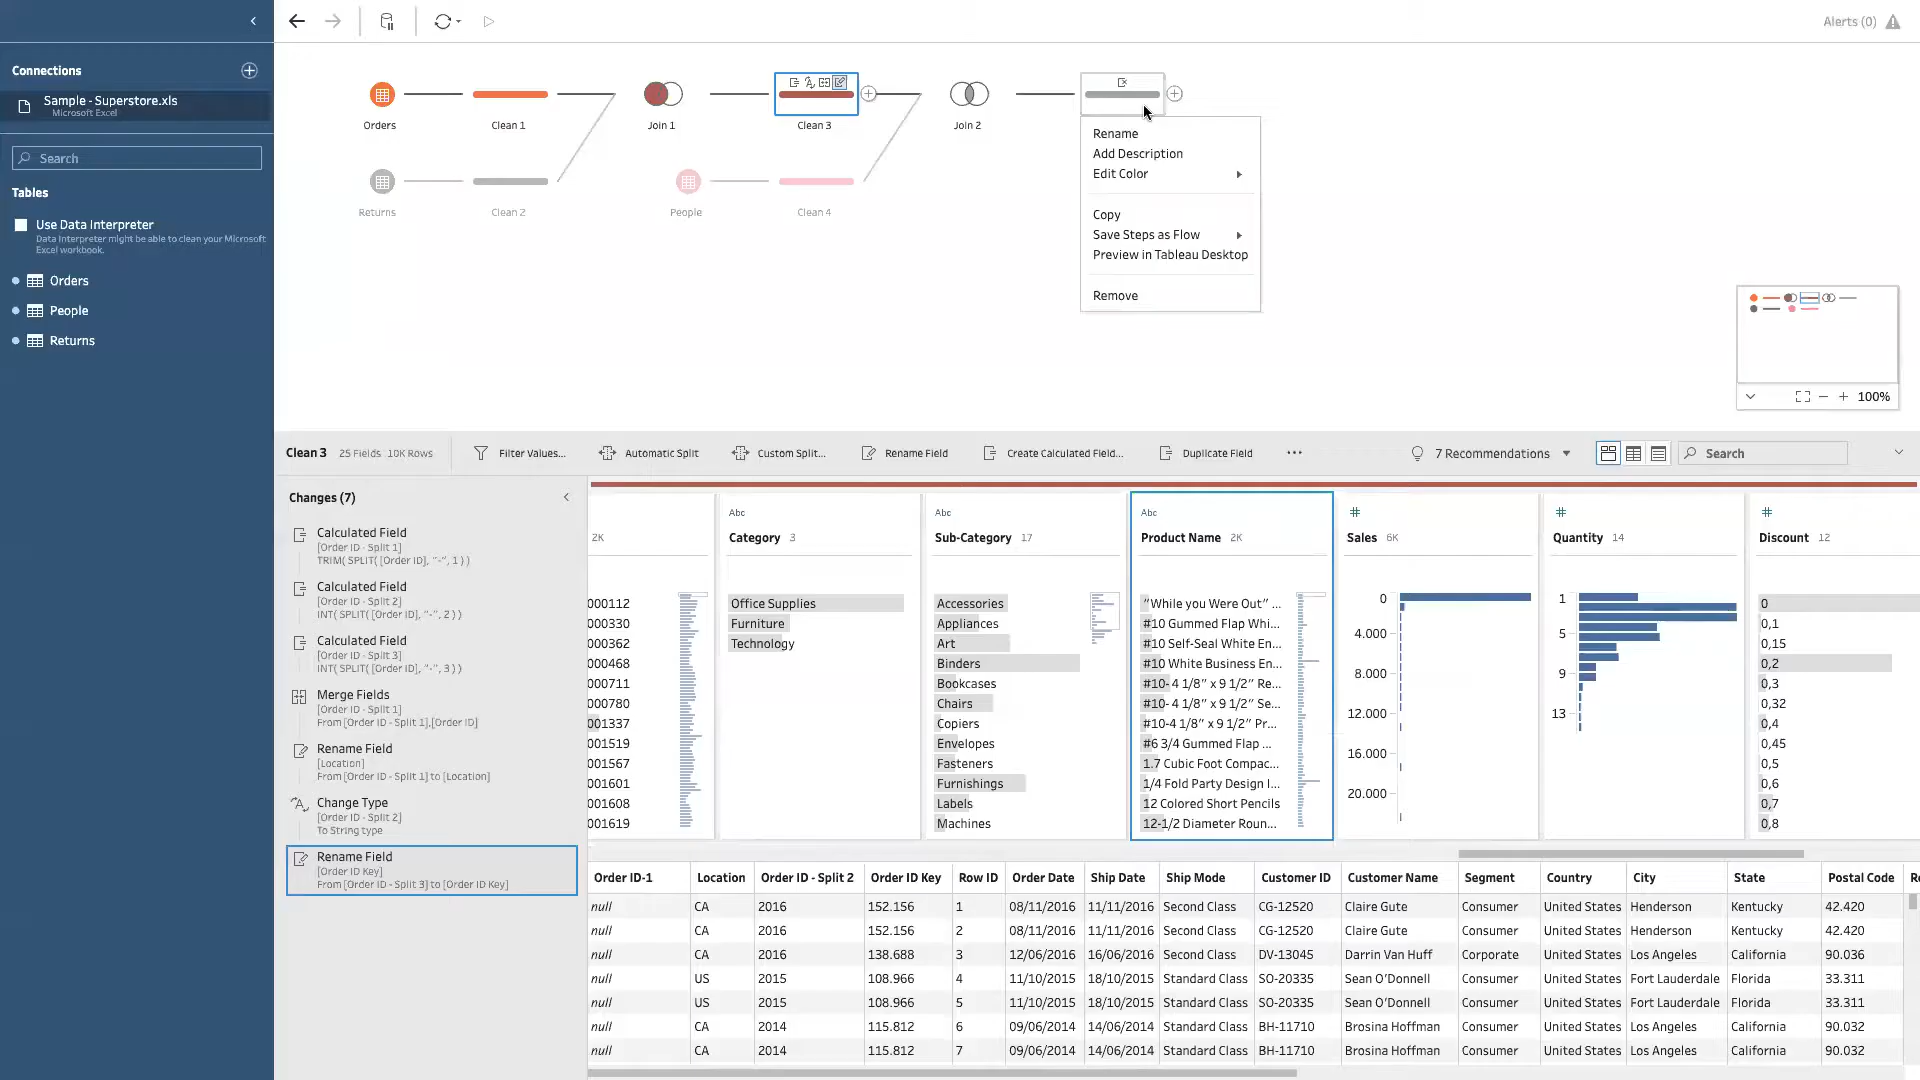 Alerts (0)
Connections
Sample - Superstore.xls
Microsoft Excel
Search
Tables
Use Data Interpreter
Data Interpreter might be able to clean your Microsoft
Excel workbook.
Orders
People
Returns
Orders
Clean 1
Join 1
Clean 3
Join 2
Returns
Clean 2
People
Clean 4
Rename
Add Description
Edit Color
Copy
Save Steps as Flow
Preview in Tableau Desktop
Remove
100%
Clean 3 25 Fields 10K Rows Filter Values... Automatic Split Custom Split... Rename Field Create Calculated Field... Duplicate Field ... 7 Recommendations Search
Changes (7)
Calculated Field
[Order ID - Split 1]
TRIM( SPLIT( [Order ID], "-", 1 ) )
Calculated Field
[Order ID - Split 2]
INT( SPLIT( [Order ID], "-", 2 ) )
Calculated Field
[Order ID - Split 3]
INT( SPLIT( [Order ID], "-", 3 ) )
Merge Fields
[Order ID - Split 1]
From [Order ID - Split 1],[Order ID]
Rename Field
[Location]
From [Order ID - Split 1] to [Location]
Change Type
[Order ID - Split 2]
To String type
Rename Field
[Order ID Key]
From [Order ID - Split 3] to [Order ID Key]
2K
000112
000330
000362
000468
000711
000780
001337
001519
001567
001601
001608
001619
Abc
Category 3
Office Supplies
Furniture
Technology
Abc
Sub-Category 17
Accessories
Appliances
Art
Binders
Bookcases
Chairs
Copiers
Envelopes
Fasteners
Furnishings
Labels
Machines
Abc
Product Name 2K
"While you Were Out" ...
#10 Gummed Flap Whi...
#10 Self-Seal White En...
#10 White Business En...
#10- 4 1/8" x 9 1/2" Re...
#10- 4 1/8" x 9 1/2" Se...
#10-4 1/8" x 9 1/2" Pr...
#6 3/4 Gummed Flap ...
1.7 Cubic Foot Compac...
1/4 Fold Party Design I...
12 Colored Short Pencils
12-1/2 Diameter Roun...
#
Sales 6K
0
4.000
8.000
12.000
16.000
20.000
#
Quantity 14
1
5
9
13
#
Discount 12
0
0,1
0,15
0,2
0,3
0,32
0,4
0,45
0,5
0,6
0,7
0,8
Order ID-1 Location Order ID - Split 2 Order ID Key Row ID Order Date Ship Date Ship Mode Customer ID Customer Name Segment Country City State Postal Code
null CA 2016 152.156 1 08/11/2016 11/11/2016 Second Class CG-12520 Claire Gute Consumer United States Henderson Kentucky 42.420
null CA 2016 152.156 2 08/11/2016 11/11/2016 Second Class CG-12520 Claire Gute Consumer United States Henderson Kentucky 42.420
null CA 2016 138.688 3 12/06/2016 16/06/2016 Second Class DV-13045 Darrin Van Huff Corporate United States Los Angeles California 90.036
null US 2015 108.966 4 11/10/2015 18/10/2015 Standard Class SO-20335 Sean O'Donnell Consumer United States Fort Lauderdale Florida 33.311
null US 2015 108.966 5 11/10/2015 18/10/2015 Standard Class SO-20335 Sean O'Donnell Consumer United States Fort Lauderdale Florida 33.311
null CA 2014 115.812 6 09/06/2014 14/06/2014 Standard Class BH-11710 Brosina Hoffman Consumer United States Los Angeles California 90.032
null CA 2014 115.812 7 09/06/2014 14/06/2014 Standard Class BH-11710 Brosina Hoffman Consumer United States Los Angeles California 90.032